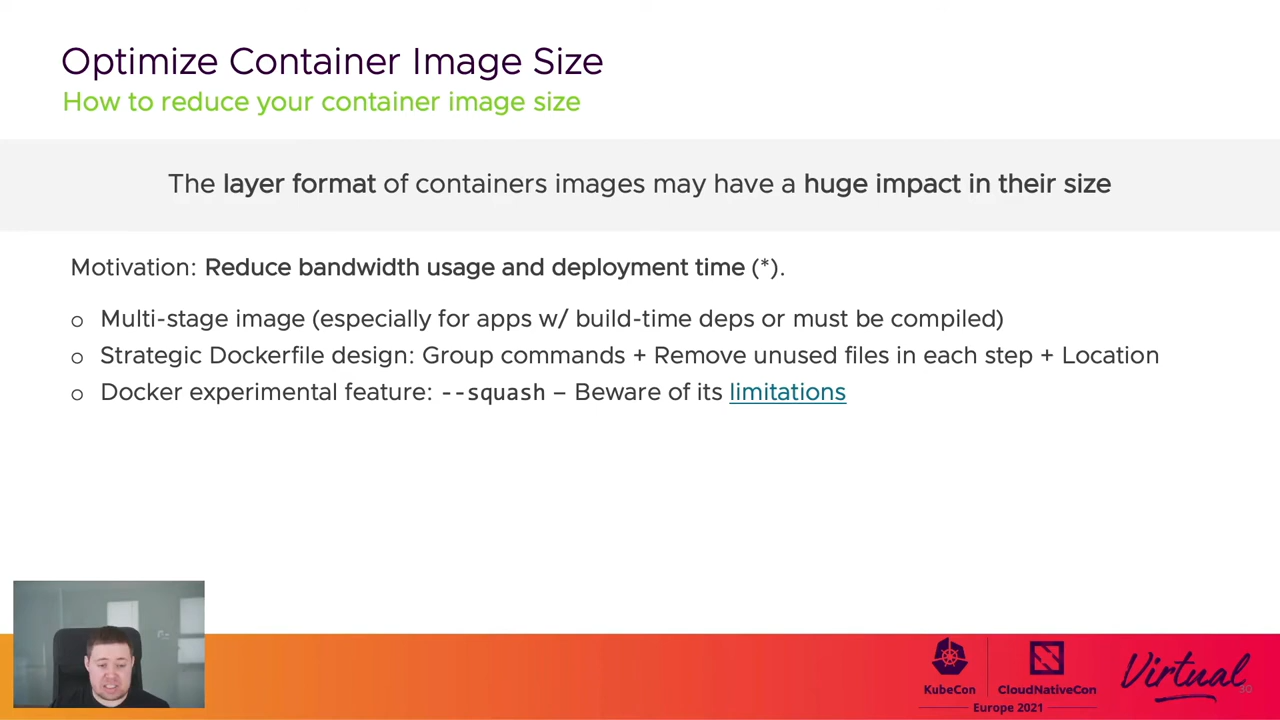 Optimize Container Image Size
How to reduce your container image size
The layer format of containers images may have a huge impact in their size
Motivation: Reduce bandwidth usage and deployment time (*).
o Multi-stage image (especially for apps w/ build-time deps or must be compiled)
o Strategic Dockerfile design: Group commands + Remove unused files in each step + Location
o Docker experimental feature: --squash – Beware of its limitations
KubeCon CloudNativeCon
Europe 2021
Virtual
30